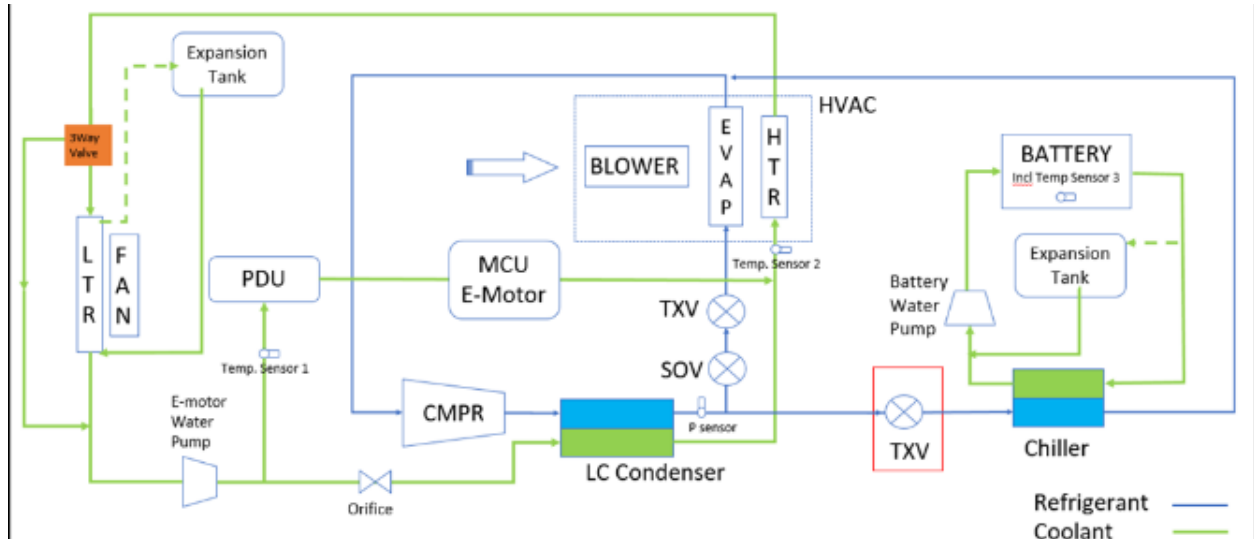 Expansion
Tank
3Way
Valve
L
T
R
F
A
N
PDU
Temp. Sensor 1
E-motor
Water
Pump
MCU
E-Motor
CMPR
Orifice
LC Condenser
P sensor
BLOWER
E
V
A
P
H
T
R
HVAC
Temp. Sensor 2
TXV
SOV
TXV
BATTERY
Incl Temp Sensor 3
Expansion
Tank
Battery
Water
Pump
Chiller
Refrigerant
Coolant